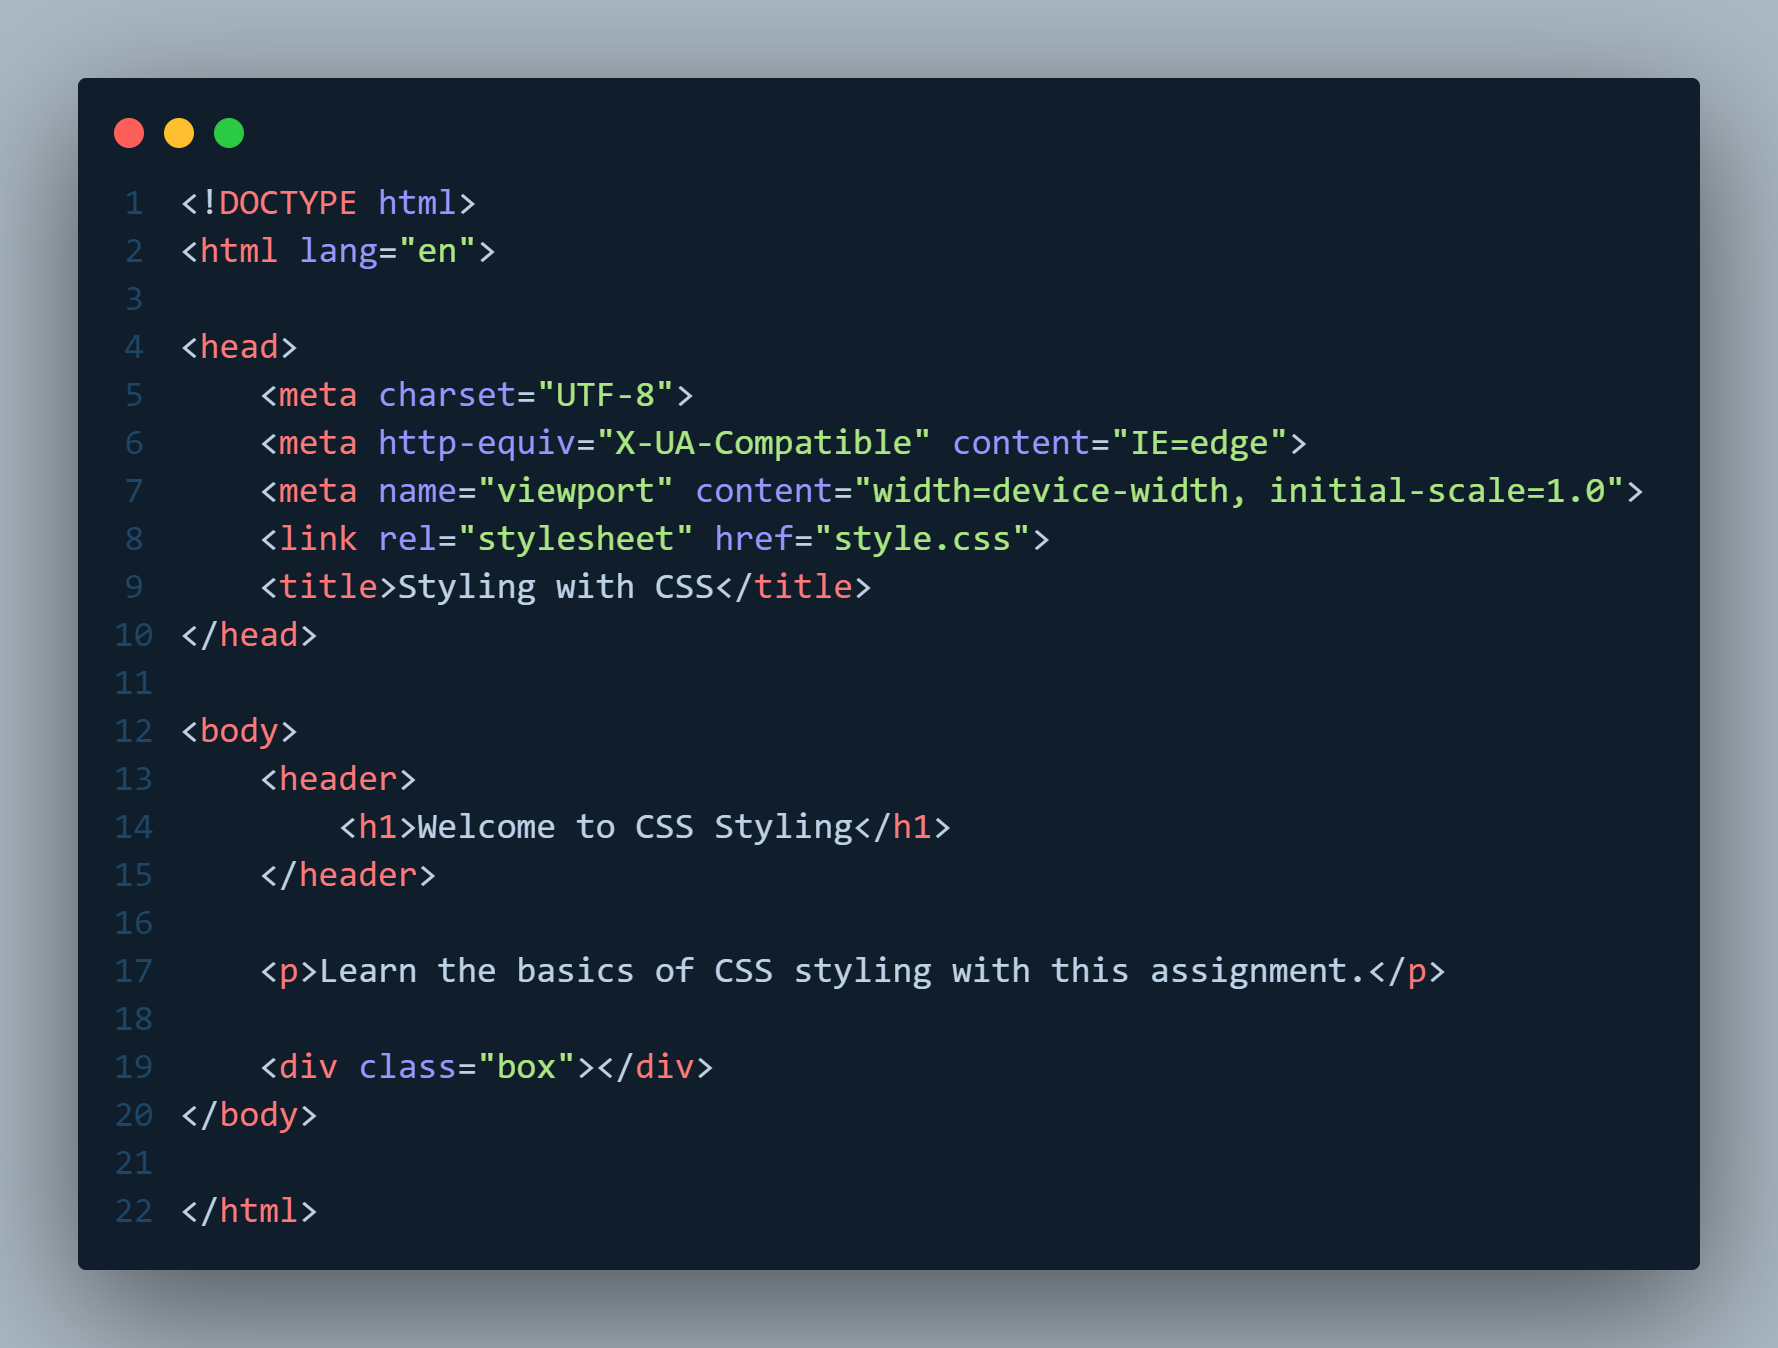 1 <!DOCTYPE html>
2 <html lang="en">
3
4 <head>
5     <meta charset="UTF-8">
6     <meta http-equiv="X-UA-Compatible" content="IE=edge">
7     <meta name="viewport" content="width=device-width, initial-scale=1.0">
8     <link rel="stylesheet" href="style.css">
9     <title>Styling with CSS</title>
10 </head>
11
12 <body>
13     <header>
14         <h1>Welcome to CSS Styling</h1>
15     </header>
16
17     <p>Learn the basics of CSS styling with this assignment.</p>
18
19     <div class="box"></div>
20 </body>
21
22 </html>